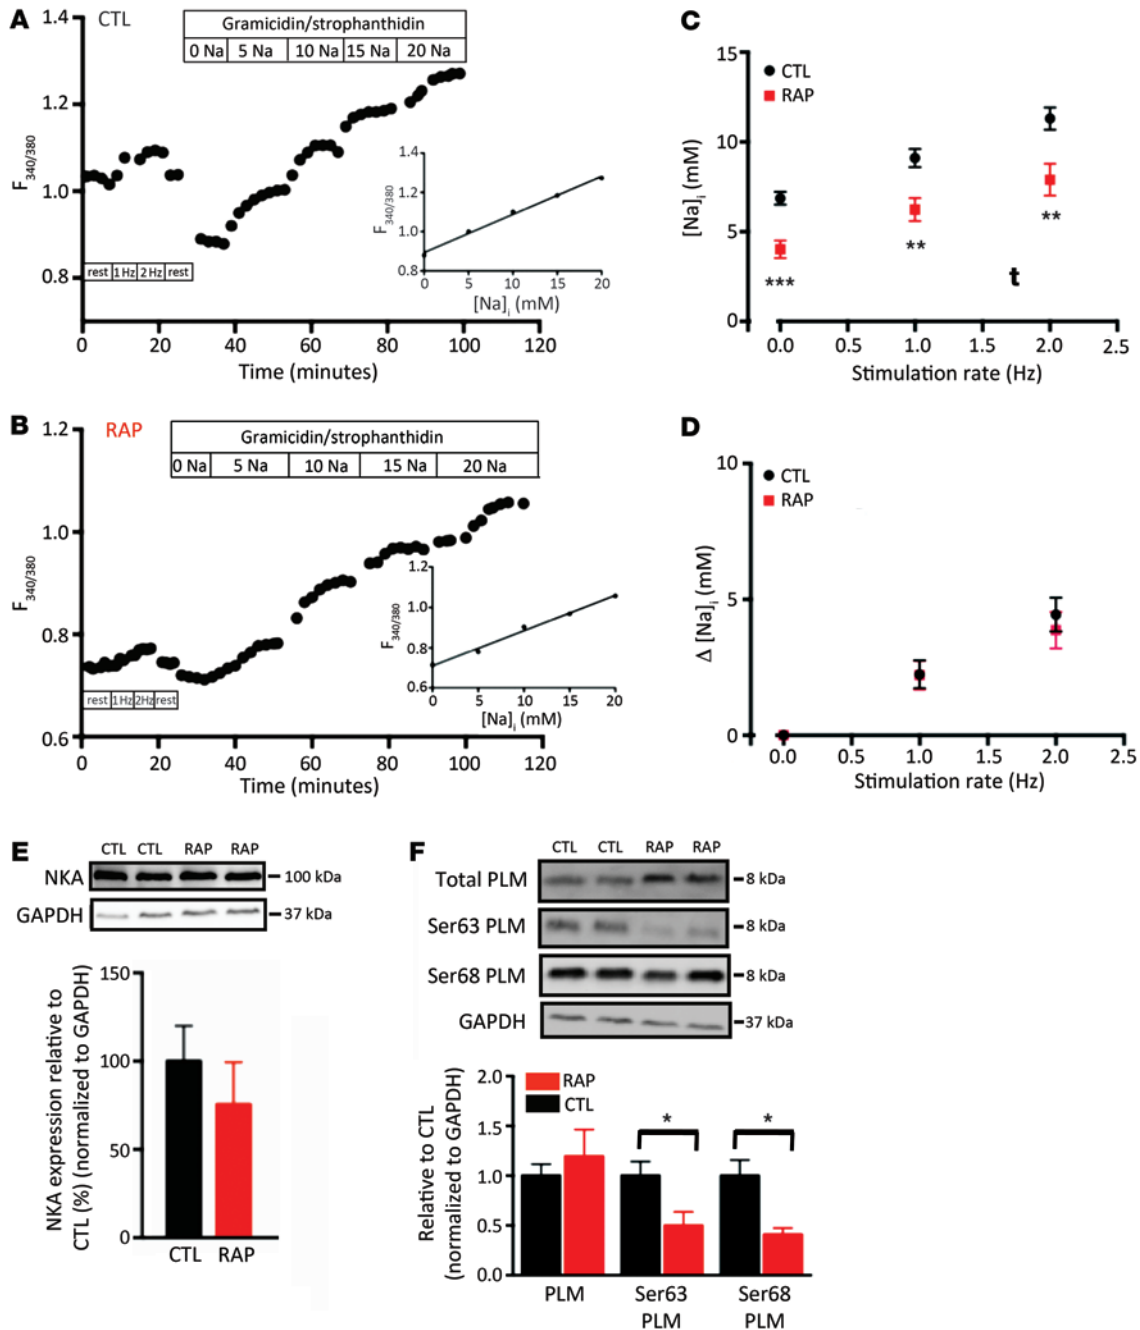 A CTL
Gramicidin/strophanthidin
0 Na 5 Na 10 Na 15 Na 20 Na
1.4
1.2
1.0
0.8
F340/380
rest 1 Hz 2 Hz rest
0 20 40 60 80 100 120
Time (minutes)
1.4
1.2
1.0
0.8
F340/380
0 5 10 15 20
[Na]i (mM)
B RAP
Gramicidin/strophanthidin
0 Na 5 Na 10 Na 15 Na 20 Na
1.2
1.0
0.8
0.6
F340/380
rest 1 Hz 2Hz rest
0 20 40 60 80 100 120
Time (minutes)
1.2
1.0
0.8
0.6
F340/380
0 5 10 15 20
[Na]i (mM)
C
CTL
RAP
15
10
5
0
[Na]i (mM)
***
**
**
t
0.0 0.5 1.0 1.5 2.0 2.5
Stimulation rate (Hz)
D
CTL
RAP
10
5
0
Δ [Na]i (mM)
0.0 0.5 1.0 1.5 2.0 2.5
Stimulation rate (Hz)
E
CTL CTL RAP RAP
NKA 100 kDa
GAPDH 37 kDa
150
100
50
0
NKA expression relative to
CTL (%) (normalized to GAPDH)
CTL RAP
F
CTL CTL RAP RAP
Total PLM 8 kDa
Ser63 PLM 8 kDa
Ser68 PLM 8 kDa
GAPDH 37 kDa
2.0
1.5
1.0
0.5
0.0
Relative to CTL
(normalized to GAPDH)
RAP
CTL
* *
PLM Ser63 Ser68
PLM PLM